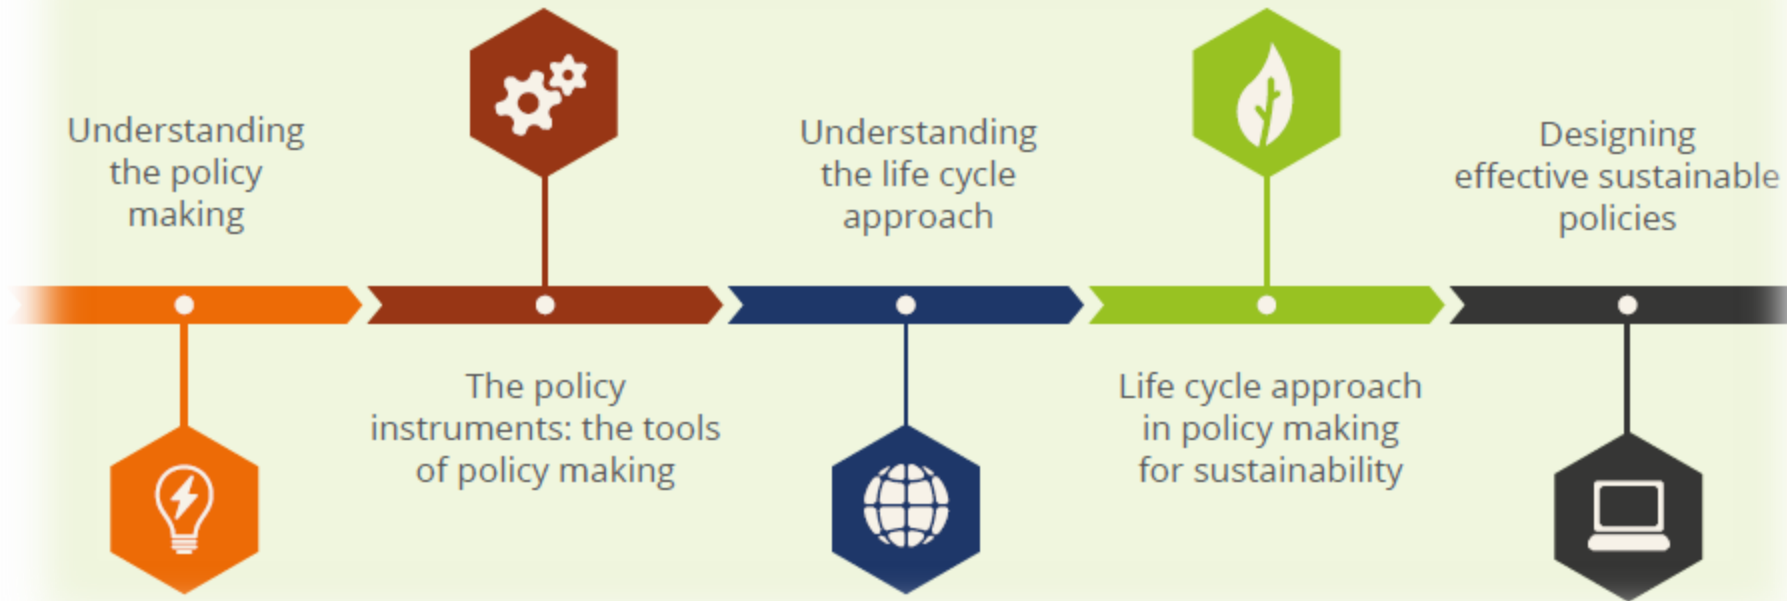 Understanding
the policy
making
The policy
instruments: the tools
of policy making
Understanding
the life cycle
approach
Life cycle approach
in policy making
for sustainability
Designing
effective sustainable
policies